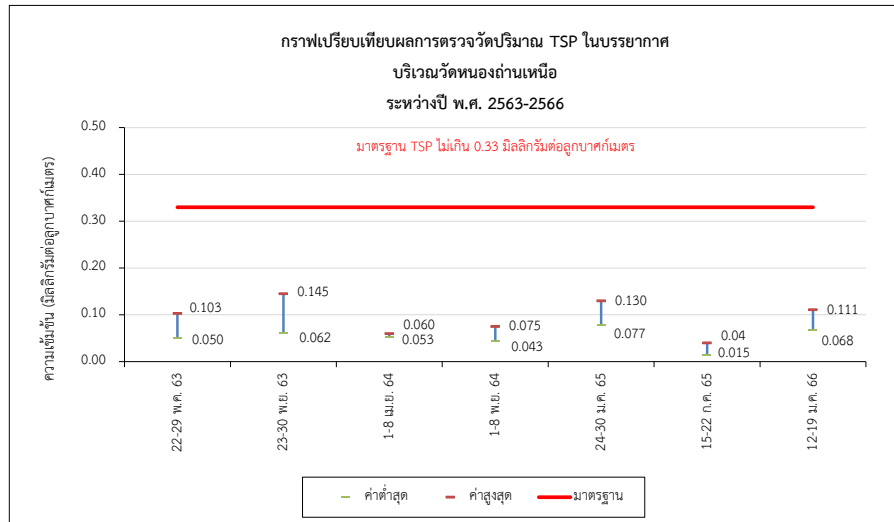 กราฟเปรียบเทียบผลการตรวจวัดปริมาณ TSP ในบรรยากาศ
บริเวณวัดหนองถ่านเหนือ
ระหว่างปี พ.ศ. 2563-2566
ความเข้มข้น (มิลลิกรัมต่อลูกบาศก์เมตร)
0.50
มาตรฐาน TSP ไม่เกิน 0.33 มิลลิกรัมต่อลูกบาศก์เมตร
0.40
0.30
0.20
0.10
0.00
0.103
0.050
0.145
0.062
0.060
0.053
0.075
0.043
0.130
0.077
0.04
0.015
0.111
0.068
22-29 พ.ค. 63
23-30 พ.ย. 63
1-8 เม.ย. 64
1-8 พ.ย. 64
24-30 ม.ค. 65
15-22 ก.ค. 65
12-19 ม.ค. 66
ค่าต่ำสุด
ค่าสูงสุด
มาตรฐาน